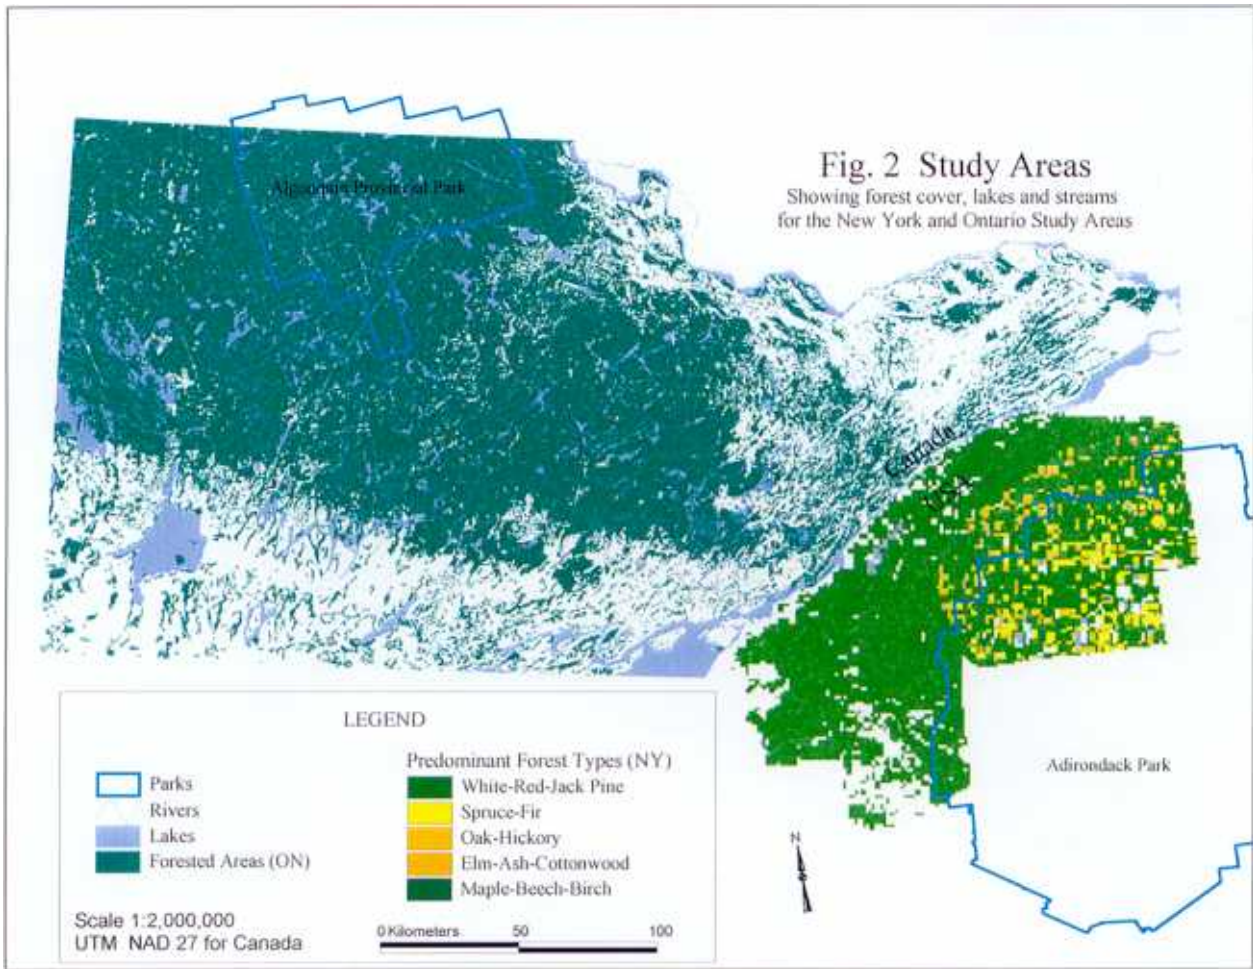 Fig. 2 Study Areas
Showing forest cover, lakes and streams
for the New York and Ontario Study Areas
Algonquin Provincial Park
Canada
USA
Adirondack Park
LEGEND
Parks
Rivers
Lakes
Forested Areas (ON)
Predominant Forest Types (NY)
White-Red-Jack Pine
Spruce-Fir
Oak-Hickory
Elm-Ash-Cottonwood
Maple-Beech-Birch
Scale 1:2,000,000
UTM NAD 27 for Canada
0 Kilometers 50 100
N